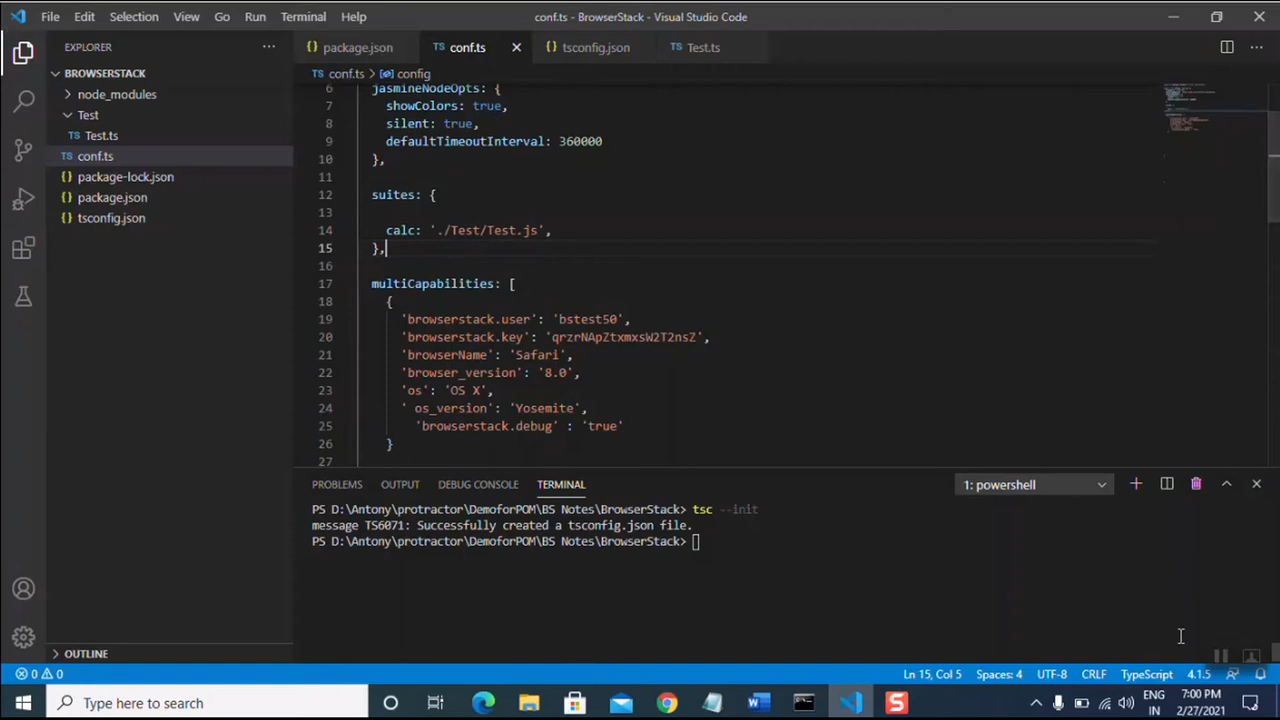 File Edit Selection View Go Run Terminal Help conf.ts - BrowserStack - Visual Studio Code
EXPLORER
package.json
TS conf.ts
tsconfig.json
TS Test.ts
BROWSERSTACK
node_modules
Test
TS Test.ts
TS conf.ts
package-lock.json
package.json
tsconfig.json
TS conf.ts > config
6 jasmineNodeOpts: {
7 showColors: true,
8 silent: true,
9 defaultTimeoutInterval: 360000
10 },
11
12 suites: {
13
14 calc: './Test/Test.js',
15 },
16
17 multiCapabilities: [
18 {
19 'browserstack.user': 'bstest50',
20 'browserstack.key': 'qrzrNApZtxmxsW2T2nsZ',
21 'browserName': 'Safari',
22 'browser_version': '8.0',
23 'os': 'OS X',
24 ' os_version': 'Yosemite',
25 'browserstack.debug' : 'true'
26 }
27
PROBLEMS OUTPUT DEBUG CONSOLE TERMINAL 1: powershell
PS D:\Antony\protractor\DemoforPOM\BS Notes\BrowserStack> tsc --init
message TS6071: Successfully created a tsconfig.json file.
PS D:\Antony\protractor\DemoforPOM\BS Notes\BrowserStack>
OUTLINE
0 0 Ln 15, Col 5 Spaces: 4 UTF-8 CRLF TypeScript 4.1.5
Type here to search
ENG
IN
7:00 PM
2/27/2021